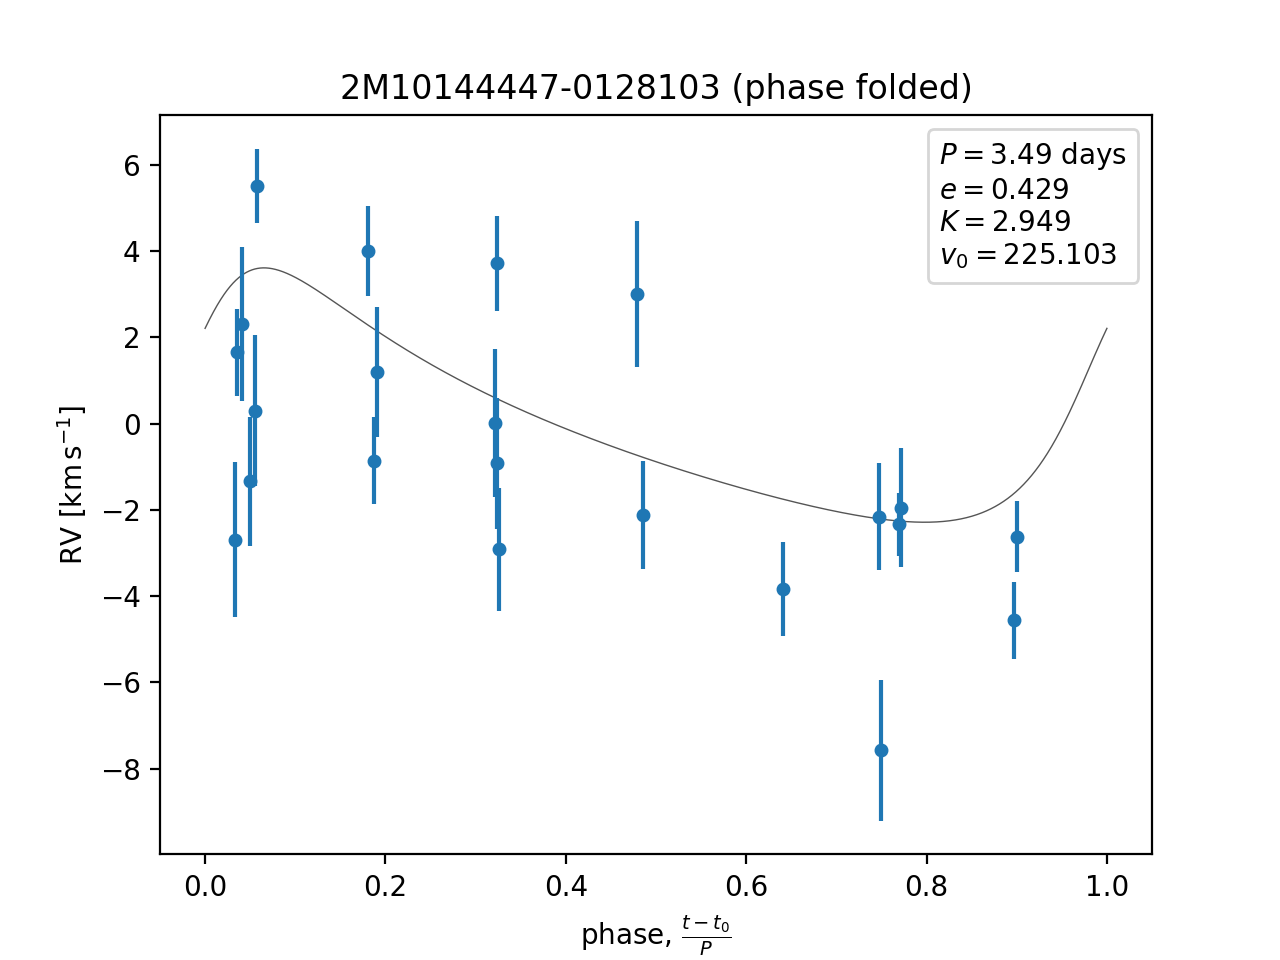 2M10144447-0128103 (phase folded)
P = 3.49 days
e = 0.429
K = 2.949
v₀ = 225.103
RV [km s⁻¹]
6
4
2
0
−2
−4
−6
−8
0.0 0.2 0.4 0.6 0.8 1.0
phase, (t − t₀)/P